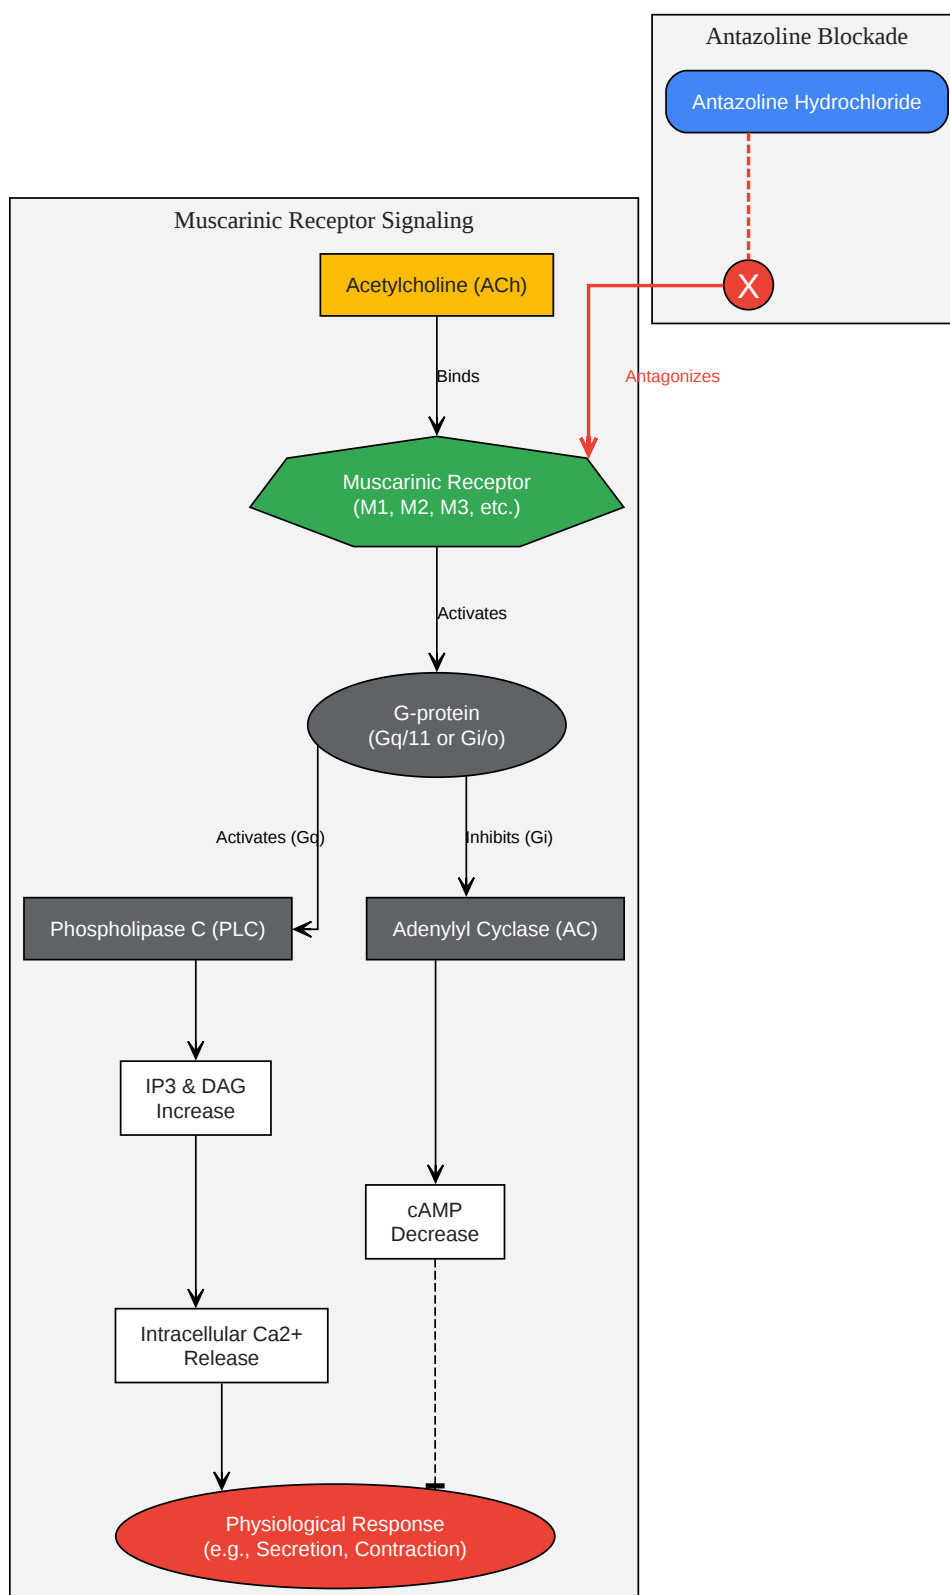 Antazoline Blockade
Antazoline Hydrochloride
X
Antagonizes
Muscarinic Receptor Signaling
Acetylcholine (ACh)
Binds
Muscarinic Receptor
(M1, M2, M3, etc.)
Activates
G-protein
(Gq/11 or Gi/o)
Activates (Gq)
Inhibits (Gi)
Phospholipase C (PLC)
Adenylyl Cyclase (AC)
IP3 & DAG
Increase
cAMP
Decrease
Intracellular Ca2+
Release
Physiological Response
(e.g., Secretion, Contraction)